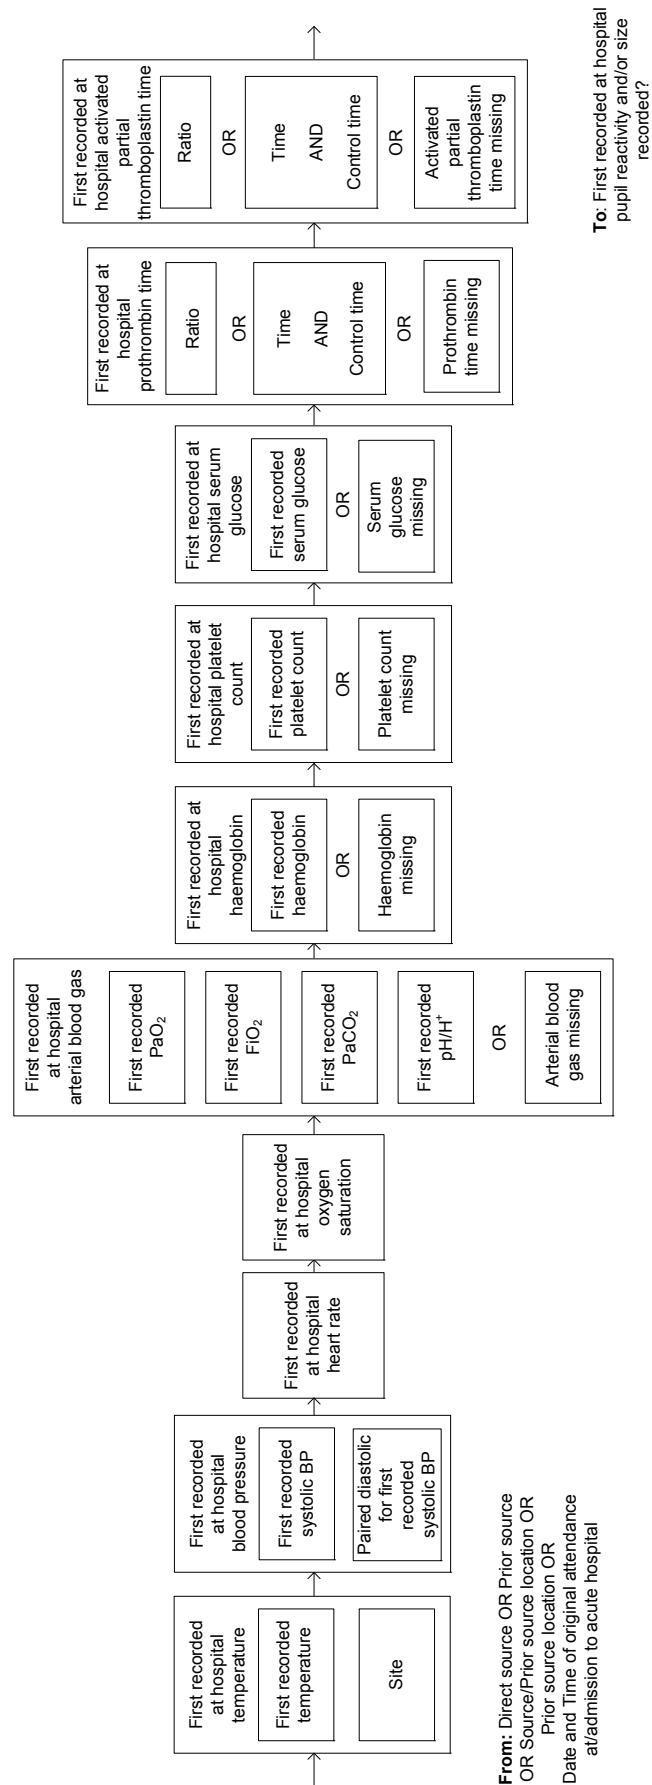 First recorded
at hospital
temperature
First recorded
temperature
Site
First recorded
at hospital
blood pressure
First recorded
systolic BP
Paired diastolic
for first
recorded
systolic BP
First recorded
at hospital
heart rate
First recorded
at hospital
oxygen
saturation
First recorded
at hospital
arterial blood gas
First recorded
PaO₂
First recorded
FiO₂
First recorded
PaCO₂
First recorded
pH/H⁺
OR
Arterial blood
gas missing
First recorded at
hospital
haemoglobin
First recorded
haemoglobin
OR
Haemoglobin
missing
First recorded at
hospital platelet
count
First recorded
platelet count
OR
Platelet count
missing
First recorded at
hospital serum
glucose
First recorded
serum glucose
OR
Serum
glucose
missing
First recorded at
hospital
prothrombin time
Ratio
OR
Time
AND
Control time
OR
Prothrombin
time missing
First recorded at
hospital activated
partial
thromboplastin time
Ratio
OR
Time
AND
Control time
OR
Activated
partial
thromboplastin
time missing
From: Direct source OR Prior source
OR Source/Prior source location OR
Prior source location OR
Date and Time of original attendance
at/admission to acute hospital
To: First recorded at hospital
pupil reactivity and/or size
recorded?